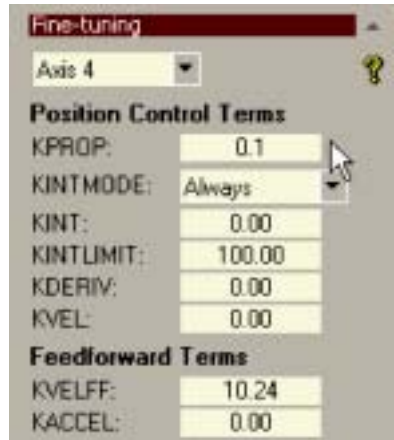 Fine-tuning
Axis 4
Position Control Terms
KPROP: 0.1
KINTMODE: Always
KINT: 0.00
KINTLIMIT: 100.00
KDERIV: 0.00
KVEL: 0.00
Feedforward Terms
KVELFF: 10.24
KACCEL: 0.00